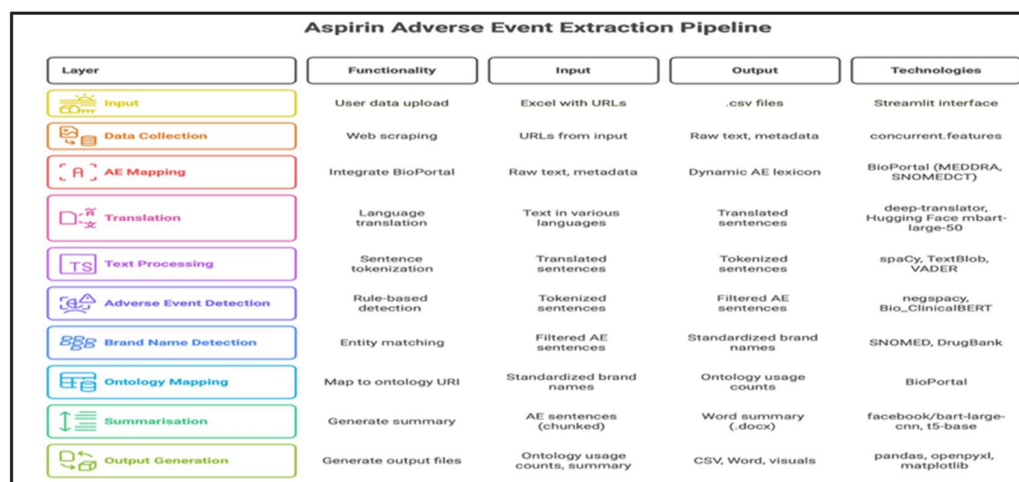 Aspirin Adverse Event Extraction Pipeline
Layer Functionality Input Output Technologies
Input User data upload Excel with URLs .csv files Streamlit interface
Data Collection Web scraping URLs from input Raw text, metadata concurrent.features
AE Mapping Integrate BioPortal Raw text, metadata Dynamic AE lexicon BioPortal (MEDDRA,
SNOMEDCT)
Translation Language
translation Text in various
languages Translated
sentences deep-translator,
Hugging Face mbart-
large-50
TS Text Processing Sentence
tokenization Translated
sentences Tokenized
sentences spaCy, TextBlob,
VADER
Adverse Event Detection Rule-based
detection Tokenized
sentences Filtered AE
sentences negspacy,
Bio_ClinicalBERT
Brand Name Detection Entity matching Filtered AE
sentences Standardized brand
names SNOMED, DrugBank
Ontology Mapping Map to ontology URI Standardized brand
names Ontology usage
counts BioPortal
Summarisation Generate summary AE sentences
(chunked) Word summary
(.docx) facebook/bart-large-
cnn, t5-base
Output Generation Generate output files Ontology usage
counts, summary CSV, Word, visuals pandas, openpyxl,
matplotlib